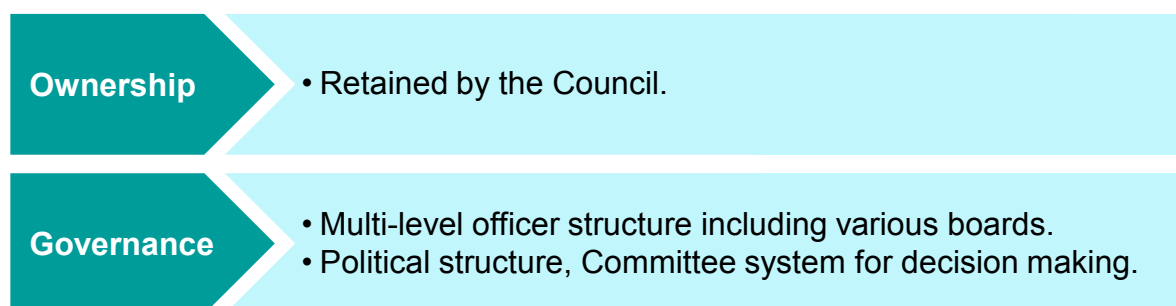 Ownership
• Retained by the Council.
Governance
• Multi-level officer structure including various boards.
• Political structure, Committee system for decision making.